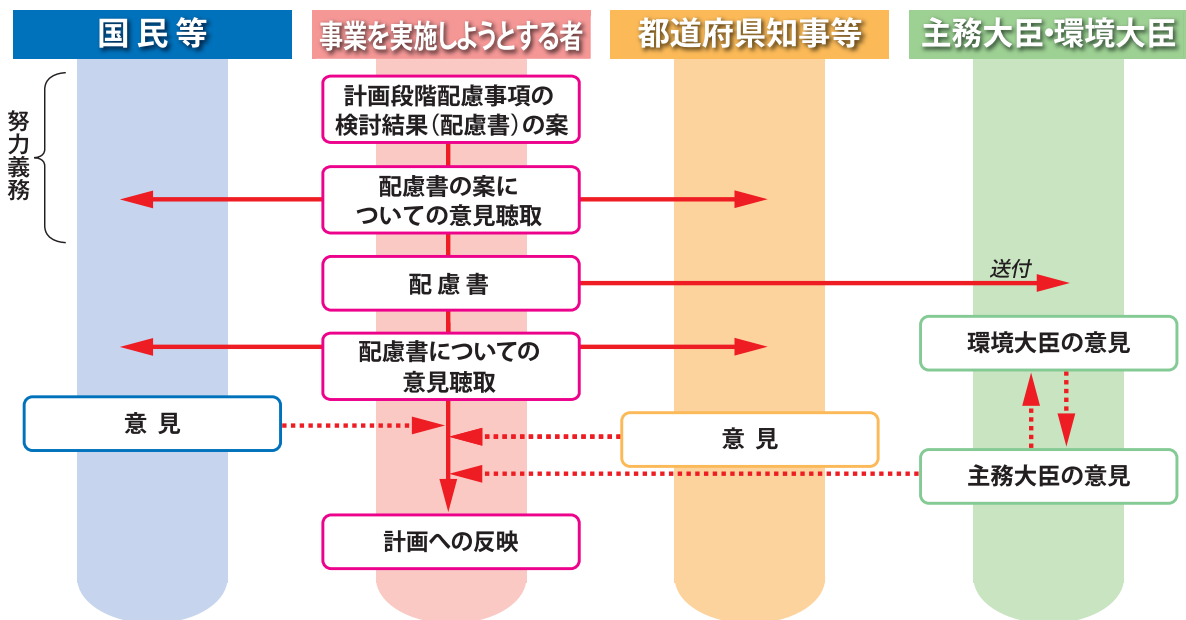 国民等
事業を実施しようとする者
都道府県知事等
主務大臣・環境大臣
努力義務
計画段階配慮事項の
検討結果(配慮書)の案
配慮書の案に
ついての意見聴取
配慮書
送付
配慮書についての
意見聴取
環境大臣の意見
意見
意見
主務大臣の意見
計画への反映